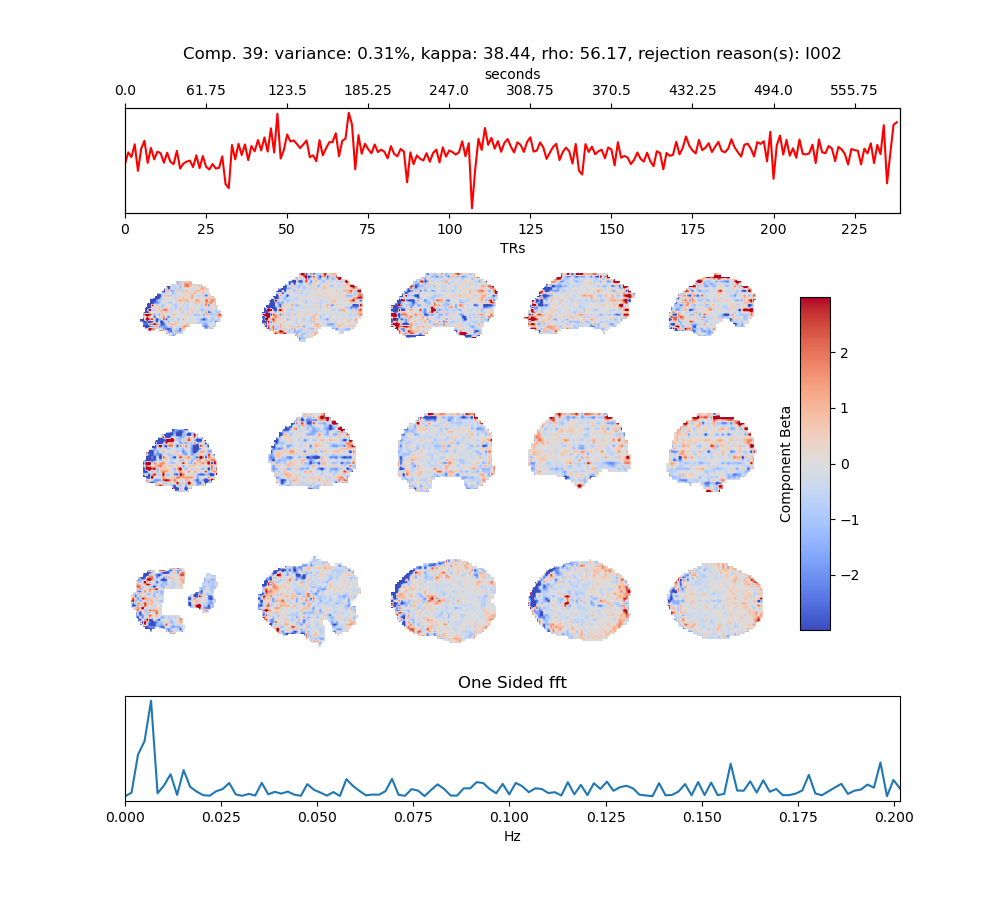 Comp. 39: variance: 0.31%, kappa: 38.44, rho: 56.17, rejection reason(s): I002
seconds
0.0 61.75 123.5 185.25 247.0 308.75 370.5 432.25 494.0 555.75
0 25 50 75 100 125 150 175 200 225
TRs
2
1
0
−1
−2
Component Beta
One Sided fft
0.000 0.025 0.050 0.075 0.100 0.125 0.150 0.175 0.200
Hz